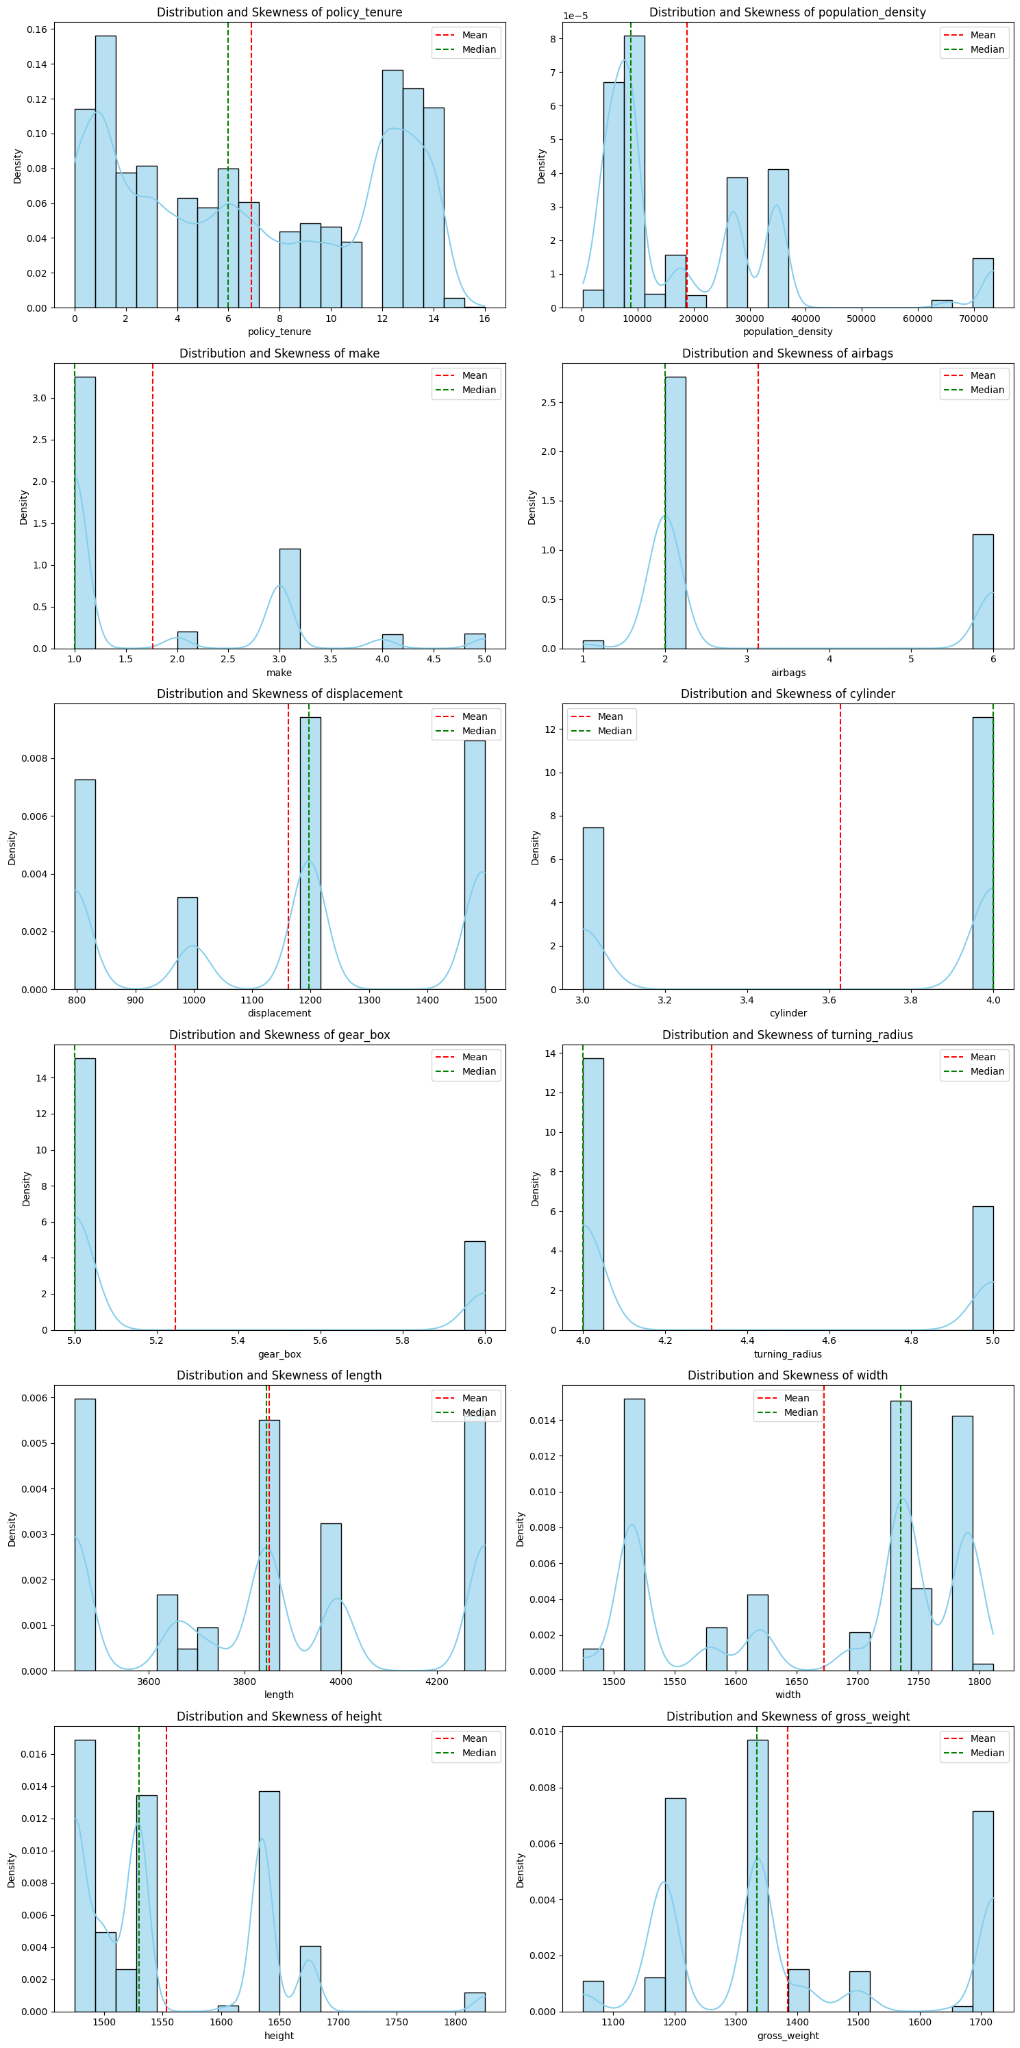 Distribution and Skewness of policy_tenure
Mean
Median
0.16
0.14
0.12
0.10
0.08
0.06
0.04
0.02
0.00
Density
0 2 4 6 8 10 12 14 16
policy_tenure
Distribution and Skewness of population_density
1e−5
Mean
Median
8
7
6
5
4
3
2
1
0
Density
0 10000 20000 30000 40000 50000 60000 70000
population_density
Distribution and Skewness of make
Mean
Median
3.0
2.5
2.0
1.5
1.0
0.5
0.0
Density
1.0 1.5 2.0 2.5 3.0 3.5 4.0 4.5 5.0
make
Distribution and Skewness of airbags
Mean
Median
2.5
2.0
1.5
1.0
0.5
0.0
Density
1 2 3 4 5 6
airbags
Distribution and Skewness of displacement
Mean
Median
0.008
0.006
0.004
0.002
0.000
Density
800 900 1000 1100 1200 1300 1400 1500
displacement
Distribution and Skewness of cylinder
Mean
Median
12
10
8
6
4
2
0
Density
3.0 3.2 3.4 3.6 3.8 4.0
cylinder
Distribution and Skewness of gear_box
Mean
Median
14
12
10
8
6
4
2
0
Density
5.0 5.2 5.4 5.6 5.8 6.0
gear_box
Distribution and Skewness of turning_radius
Mean
Median
14
12
10
8
6
4
2
0
Density
4.0 4.2 4.4 4.6 4.8 5.0
turning_radius
Distribution and Skewness of length
Mean
Median
0.006
0.005
0.004
0.003
0.002
0.001
0.000
Density
3600 3800 4000 4200
length
Distribution and Skewness of width
Mean
Median
0.014
0.012
0.010
0.008
0.006
0.004
0.002
0.000
Density
1500 1550 1600 1650 1700 1750 1800
width
Distribution and Skewness of height
Mean
Median
0.016
0.014
0.012
0.010
0.008
0.006
0.004
0.002
0.000
Density
1500 1550 1600 1650 1700 1750 1800
height
Distribution and Skewness of gross_weight
Mean
Median
0.010
0.008
0.006
0.004
0.002
0.000
Density
1100 1200 1300 1400 1500 1600 1700
gross_weight